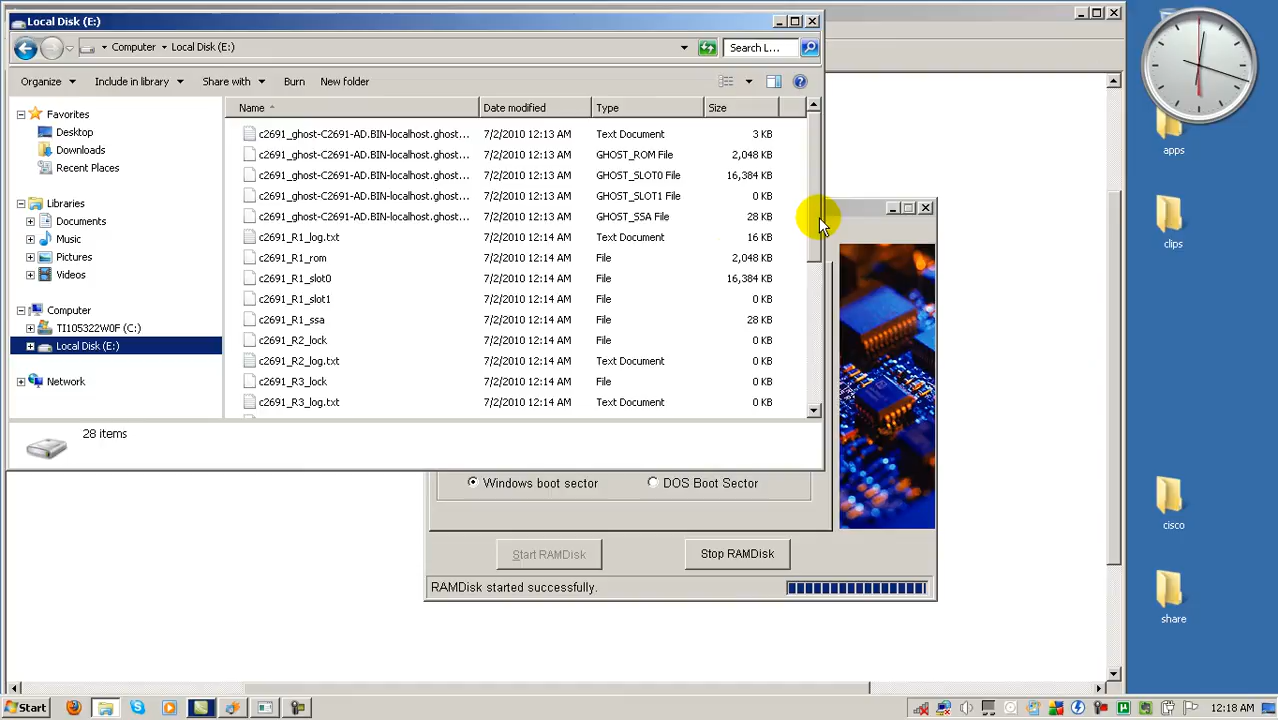 Local Disk (E:)
Computer Local Disk (E:)
Search L...
Organize Include in library Share with Burn New folder
Name Date modified Type Size
Favorites
Desktop
Downloads
Recent Places
Libraries
Documents
Music
Pictures
Videos
Computer
TI105322W0F (C:)
Local Disk (E:)
Network
c2691_ghost-C2691-AD.BIN-localhost.ghost... 7/2/2010 12:13 AM Text Document 3 KB
c2691_ghost-C2691-AD.BIN-localhost.ghost... 7/2/2010 12:13 AM GHOST_ROM File 2,048 KB
c2691_ghost-C2691-AD.BIN-localhost.ghost... 7/2/2010 12:13 AM GHOST_SLOT0 File 16,384 KB
c2691_ghost-C2691-AD.BIN-localhost.ghost... 7/2/2010 12:13 AM GHOST_SLOT1 File 0 KB
c2691_ghost-C2691-AD.BIN-localhost.ghost... 7/2/2010 12:13 AM GHOST_SSA File 28 KB
c2691_R1_log.txt 7/2/2010 12:14 AM Text Document 16 KB
c2691_R1_rom 7/2/2010 12:14 AM File 2,048 KB
c2691_R1_slot0 7/2/2010 12:14 AM File 16,384 KB
c2691_R1_slot1 7/2/2010 12:14 AM File 0 KB
c2691_R1_ssa 7/2/2010 12:14 AM File 28 KB
c2691_R2_lock 7/2/2010 12:14 AM File 0 KB
c2691_R2_log.txt 7/2/2010 12:14 AM Text Document 0 KB
c2691_R3_lock 7/2/2010 12:14 AM File 0 KB
c2691_R3_log.txt 7/2/2010 12:14 AM Text Document 0 KB
28 items
Windows boot sector DOS Boot Sector
Start RAMDisk Stop RAMDisk
RAMDisk started successfully.
apps
clips
cisco
share
Start
12:18 AM